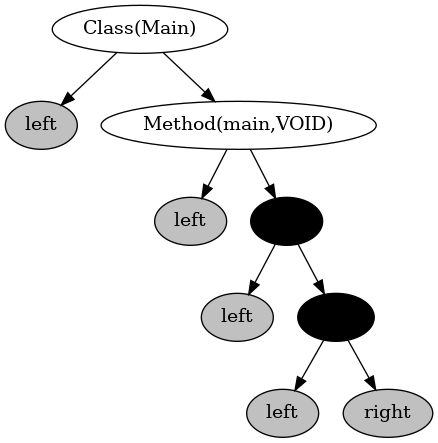 Class(Main)
left
Method(main,VOID)
left
left
left
right